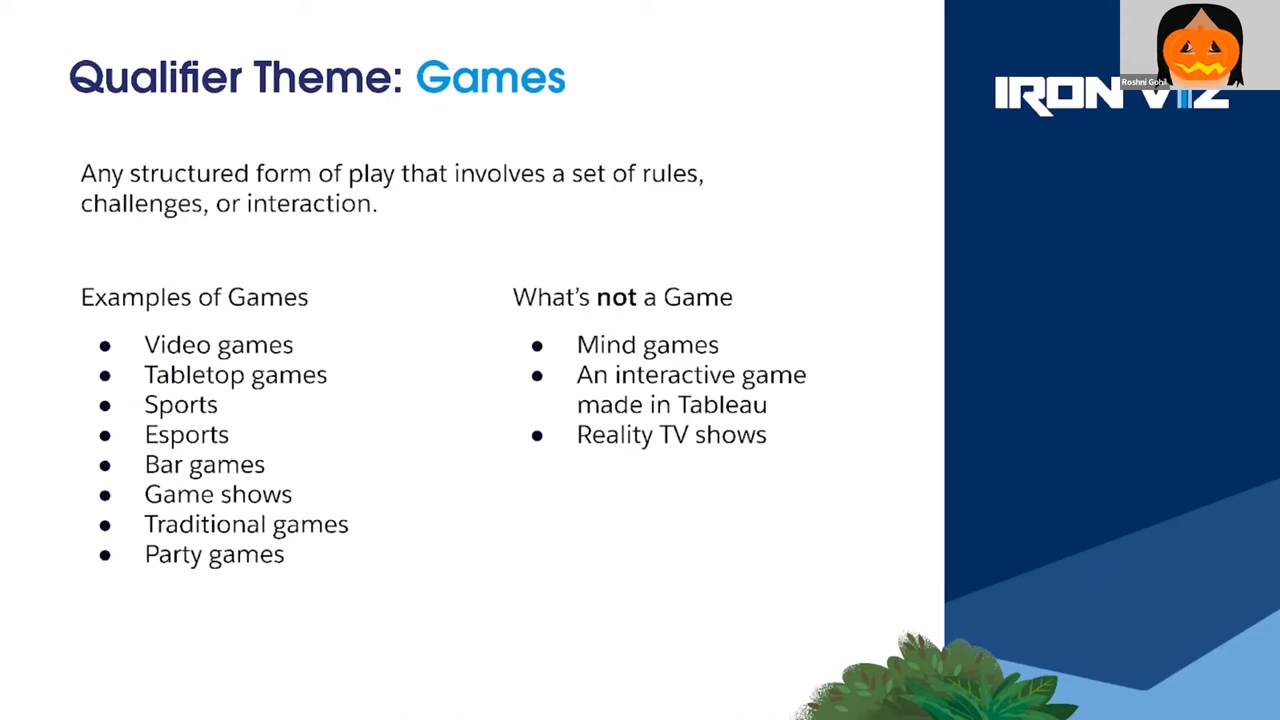 Qualifier Theme: Games
Roshni Gohil
IRON VIZ
Any structured form of play that involves a set of rules,
challenges, or interaction.
Examples of Games
● Video games
● Tabletop games
● Sports
● Esports
● Bar games
● Game shows
● Traditional games
● Party games
What’s not a Game
● Mind games
● An interactive game
made in Tableau
● Reality TV shows